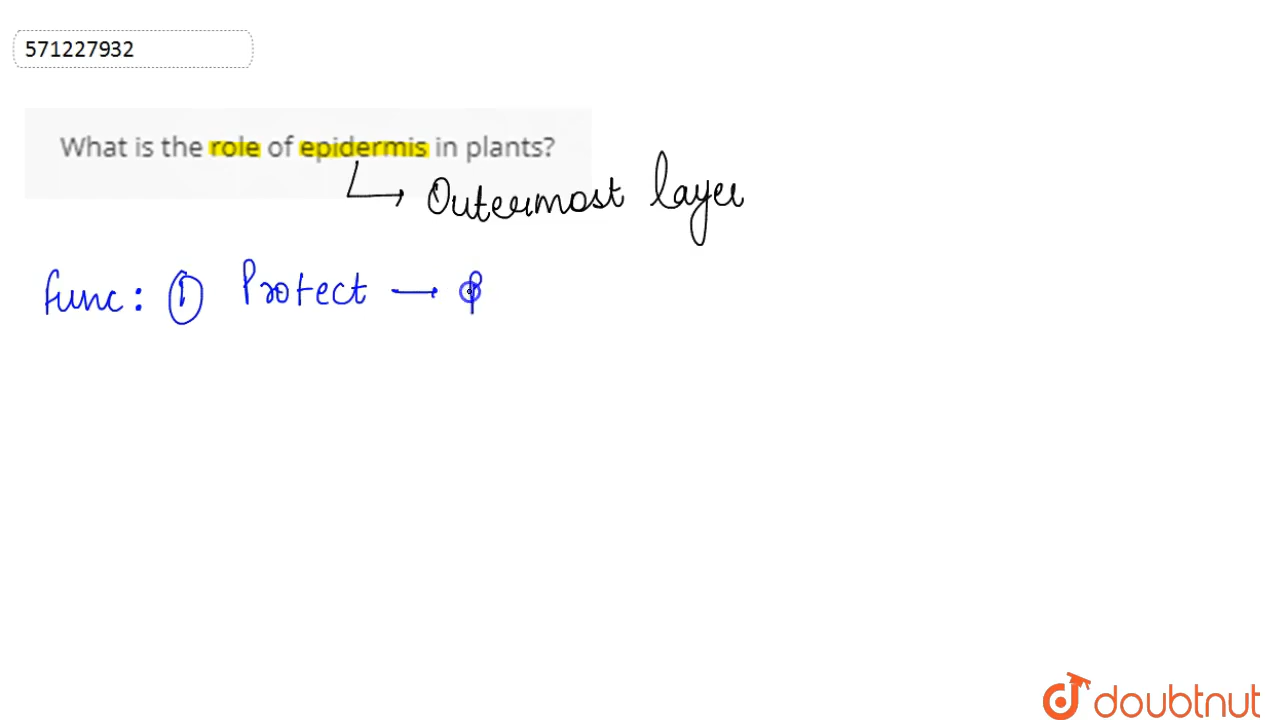 571227932
What is the role of epidermis in plants?
Outermost layer
func: ① Protect → P
doubtnut